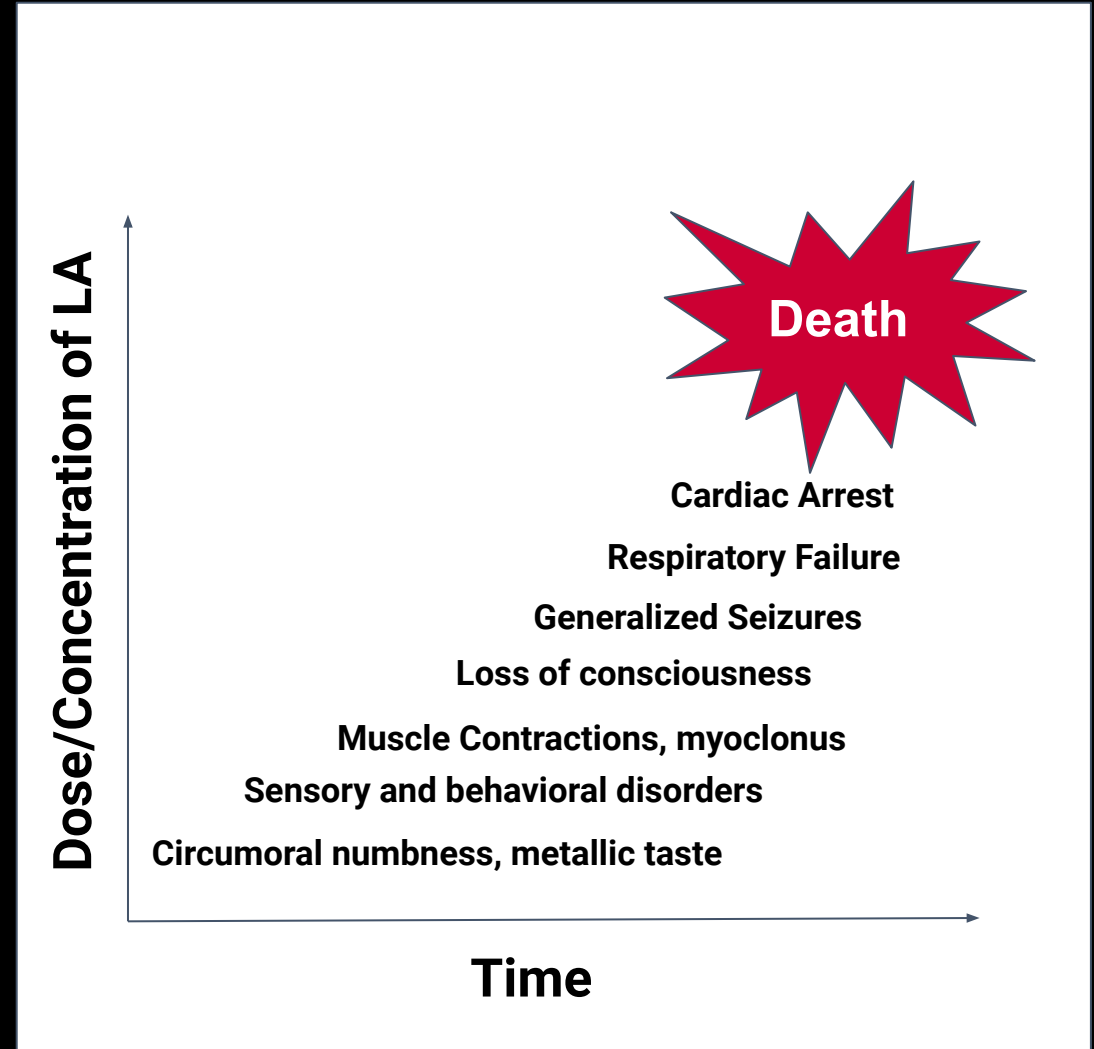 Dose/Concentration of LA
Death
Cardiac Arrest
Respiratory Failure
Generalized Seizures
Loss of consciousness
Muscle Contractions, myoclonus
Sensory and behavioral disorders
Circumoral numbness, metallic taste
Time